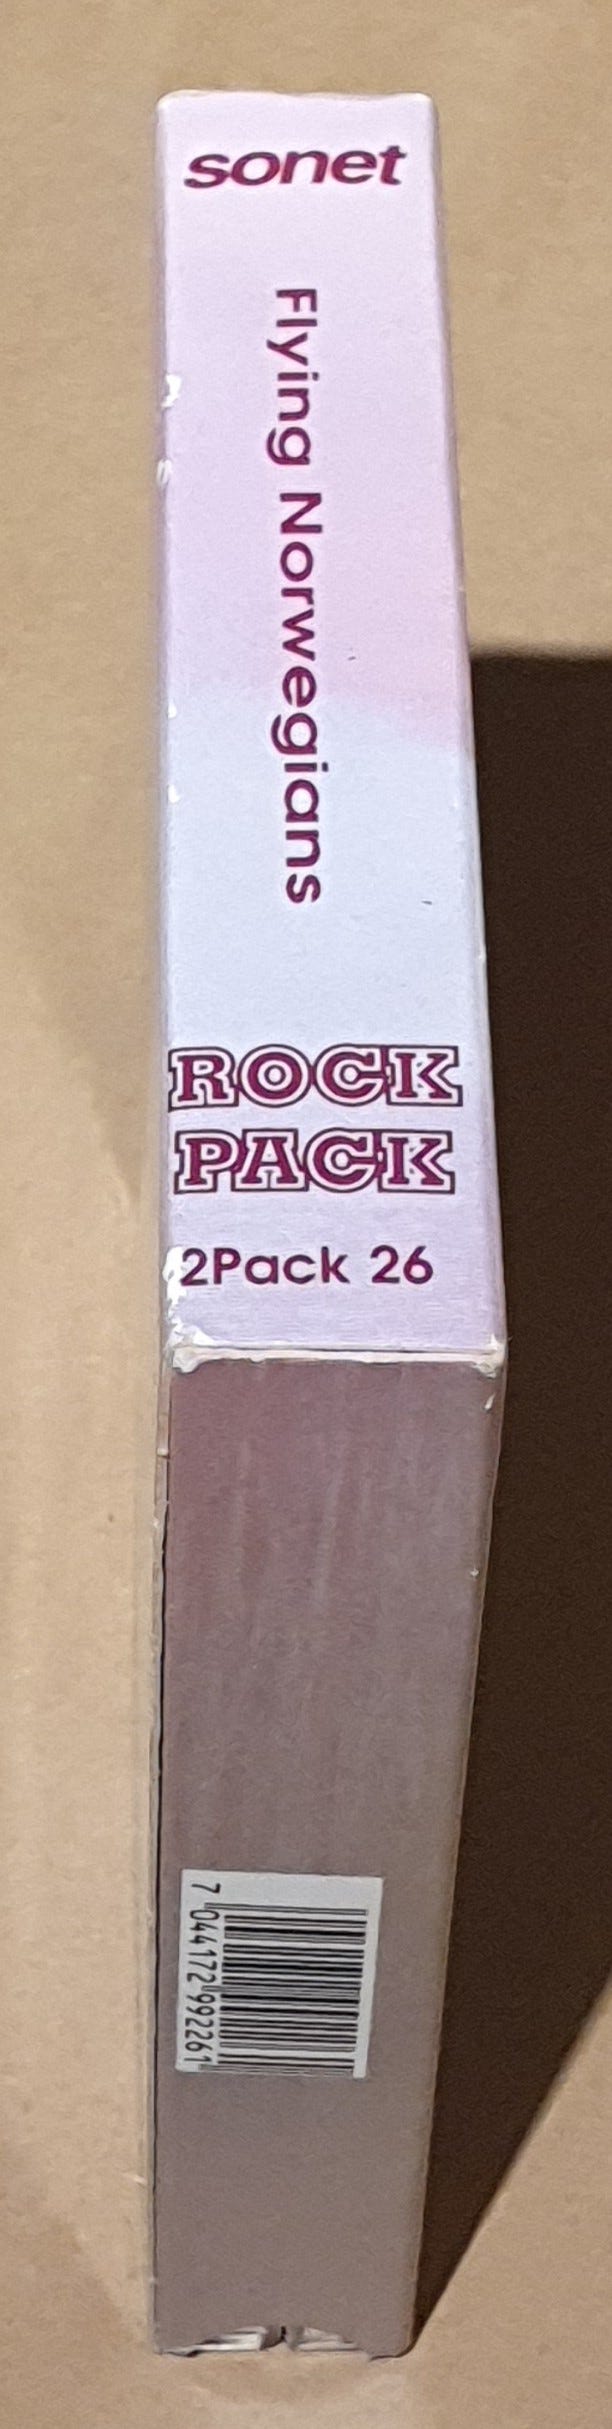 sonet
Flying Norwegians
ROCK
PACK
2Pack 26
7 044172 992261